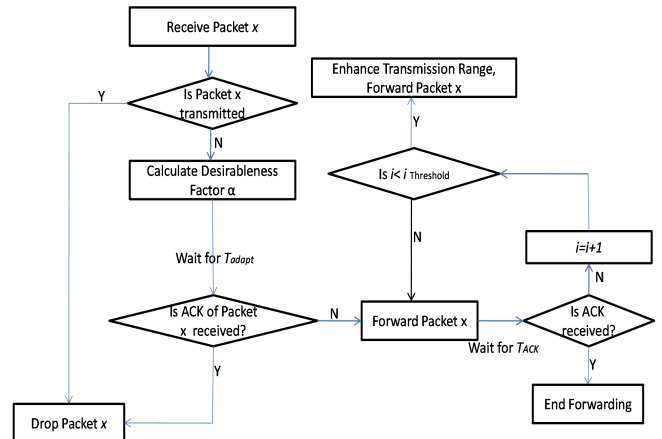 Receive Packet x
Is Packet x
transmitted
Y
N
Calculate Desirableness
Factor α
Wait for Tadapt
Is ACK of Packet
x received?
Y
N
Drop Packet x
Enhance Transmission Range,
Forward Packet x
Y
Is i< i Threshold
N
Forward Packet x
Wait for TACK
i=i+1
N
Is ACK
received?
Y
End Forwarding